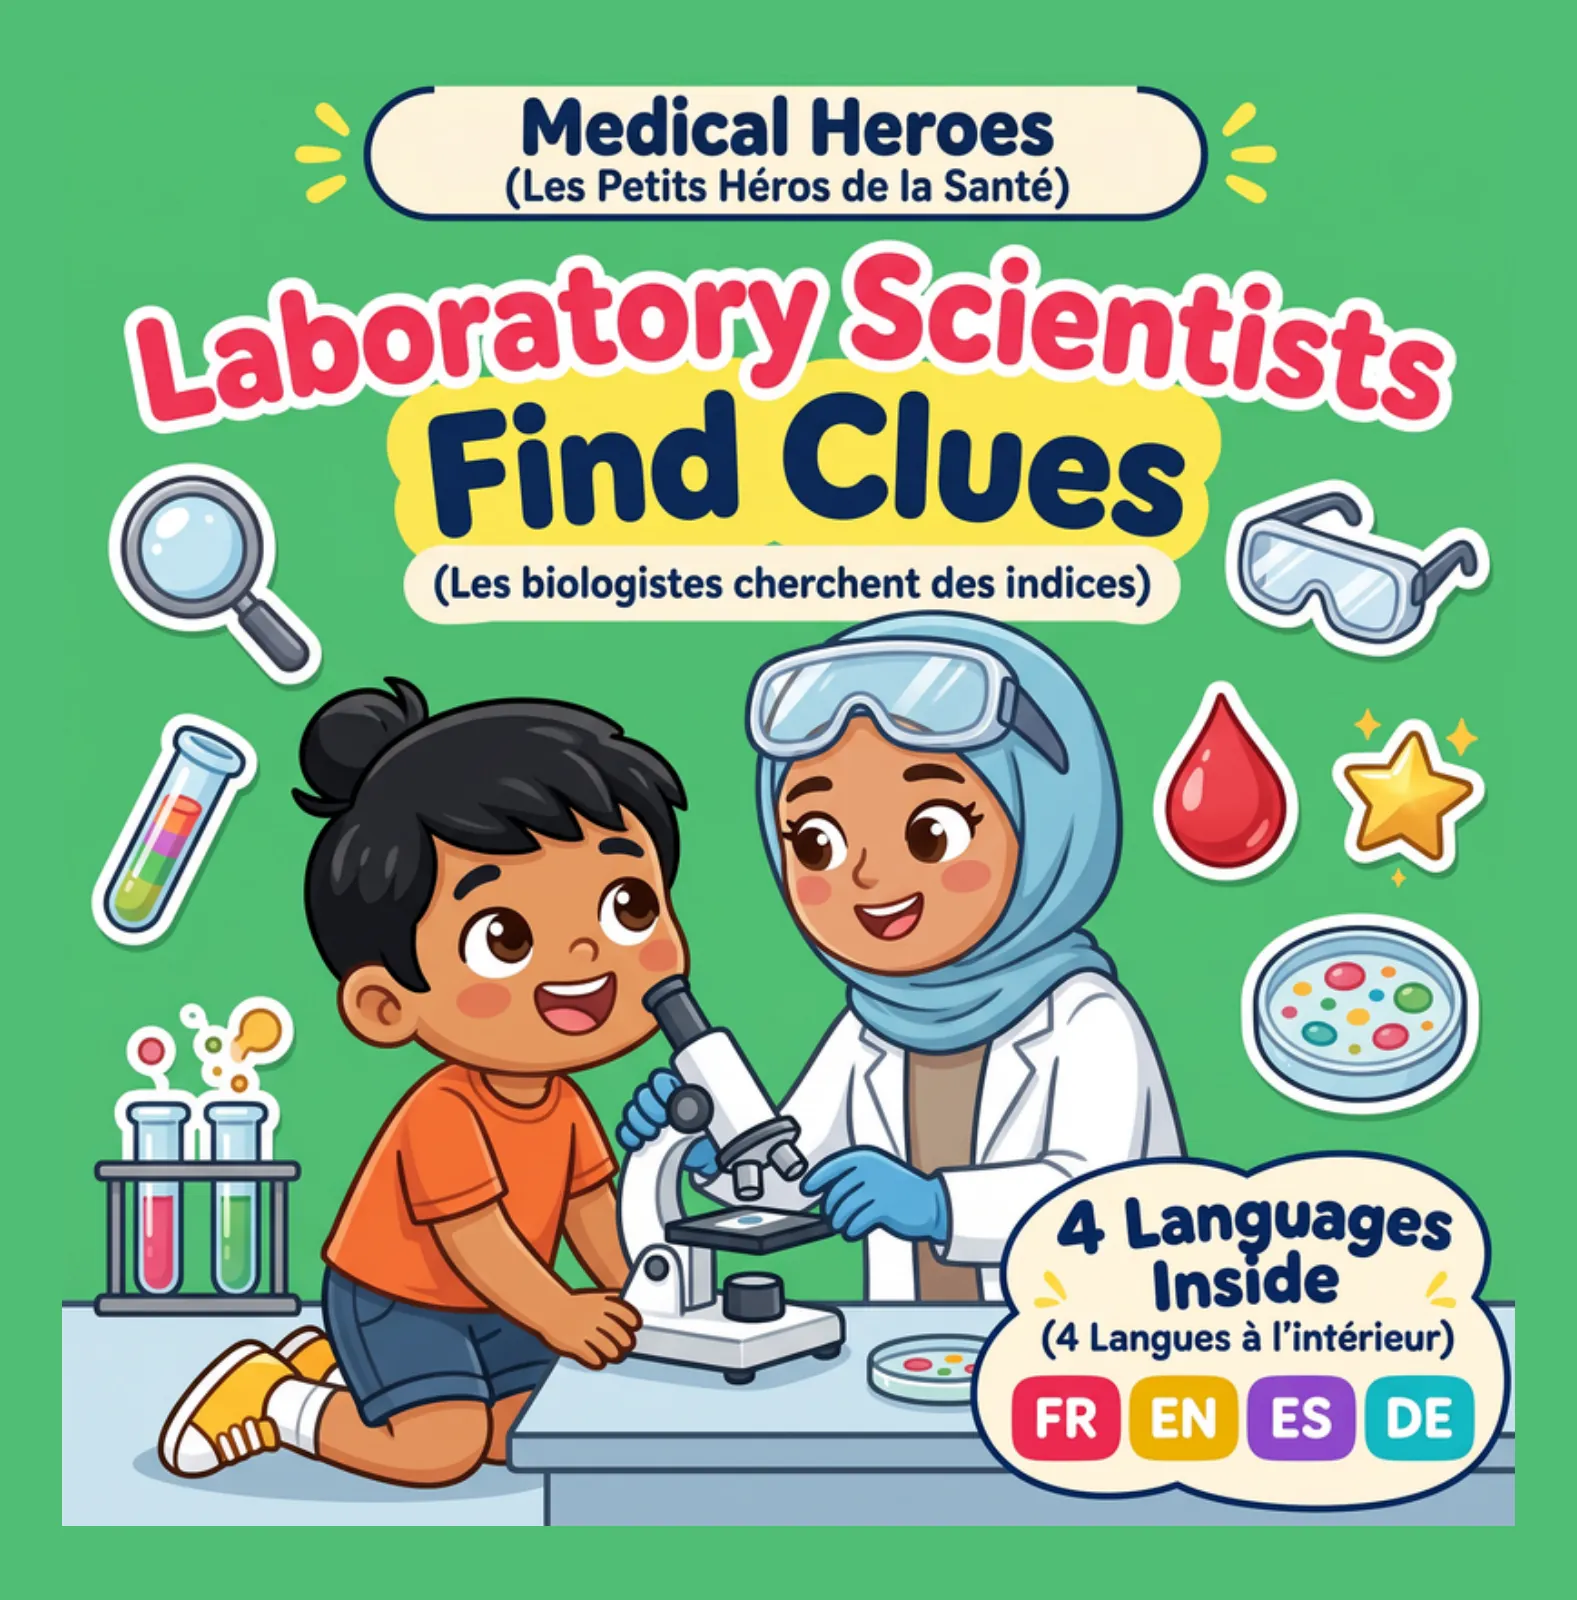 Medical Heroes
(Les Petits Héros de la Santé)
Laboratory Scientists
Find Clues
(Les biologistes cherchent des indices)
4 Languages
Inside
(4 Langues à l'intérieur)
FR EN ES DE